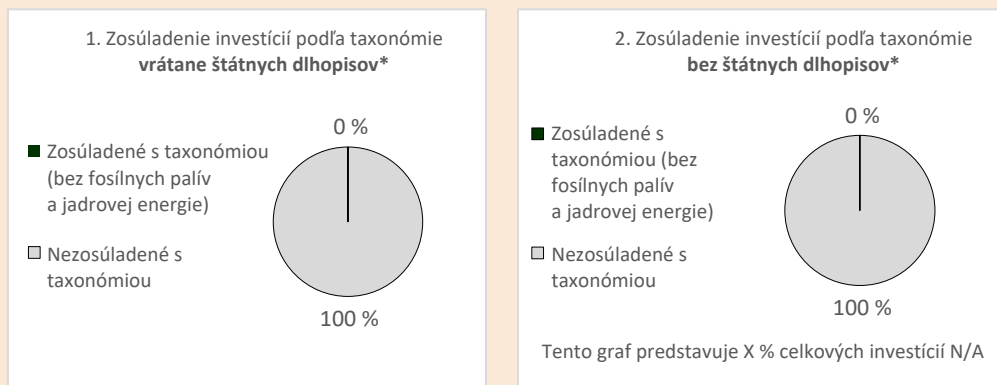 1. Zosúladenie investícií podľa taxonómie
vrátane štátnych dlhopisov*
0 %
Zosúladené s taxonómiou
(bez fosílnych palív
a jadrovej energie)
Nezosúladené s
taxonómiou
100 %
2. Zosúladenie investícií podľa taxonómie
bez štátnych dlhopisov*
0 %
Zosúladené s
taxonómiou (bez
fosílnych palív
a jadrovej energie)
Nezosúladené s
taxonómiou
100 %
Tento graf predstavuje X % celkových investícií N/A